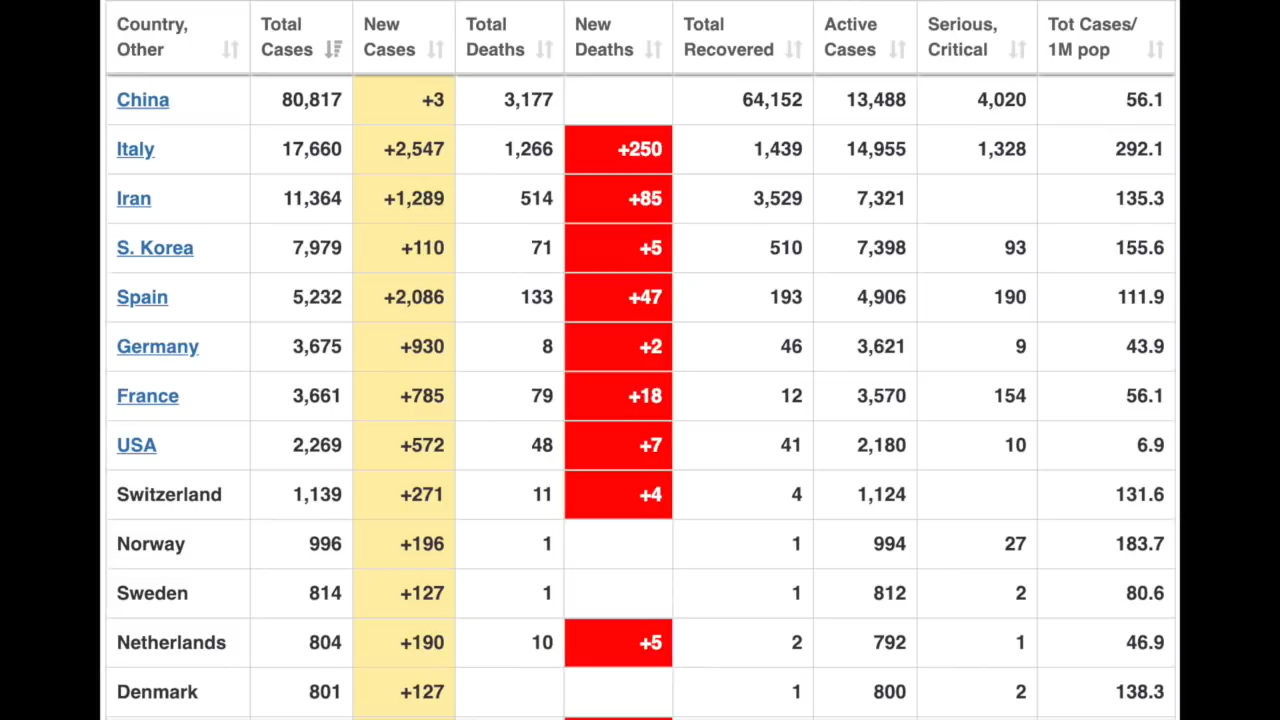 Country, Other Total Cases New Cases Total Deaths New Deaths Total Recovered Active Cases Serious, Critical Tot Cases/ 1M pop
China 80,817 +3 3,177 64,152 13,488 4,020 56.1
Italy 17,660 +2,547 1,266 +250 1,439 14,955 1,328 292.1
Iran 11,364 +1,289 514 +85 3,529 7,321 135.3
S. Korea 7,979 +110 71 +5 510 7,398 93 155.6
Spain 5,232 +2,086 133 +47 193 4,906 190 111.9
Germany 3,675 +930 8 +2 46 3,621 9 43.9
France 3,661 +785 79 +18 12 3,570 154 56.1
USA 2,269 +572 48 +7 41 2,180 10 6.9
Switzerland 1,139 +271 11 +4 4 1,124 131.6
Norway 996 +196 1 1 994 27 183.7
Sweden 814 +127 1 1 812 2 80.6
Netherlands 804 +190 10 +5 2 792 1 46.9
Denmark 801 +127 1 800 2 138.3